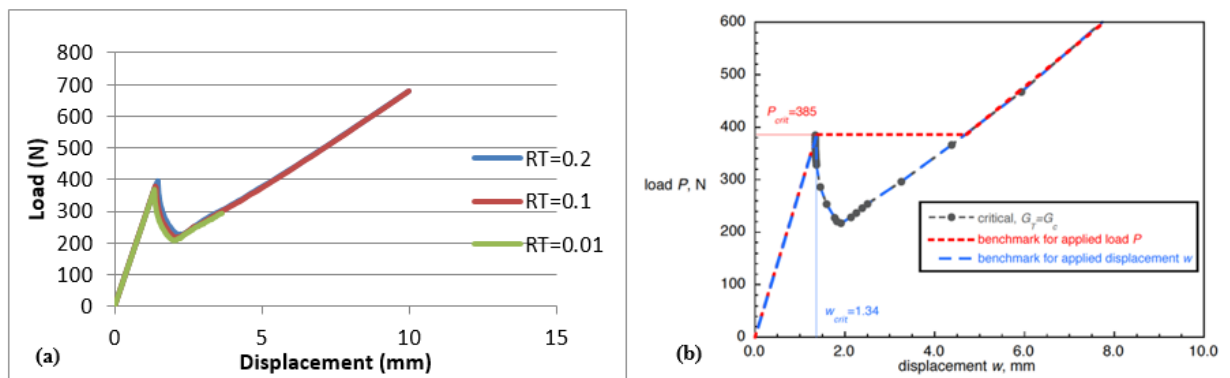 800
700
600
500
400
300
200
100
0
Load (N)
0
5
10
15
Displacement (mm)
RT=0.2
RT=0.1
RT=0.01
(a)
600
500
400
300
200
100
0
load P, N
P_crit=385
w_crit=1.34
critical, G_T=G_c
benchmark for applied load P
benchmark for applied displacement w
0.0
2.0
4.0
6.0
8.0
10.0
displacement w, mm
(b)